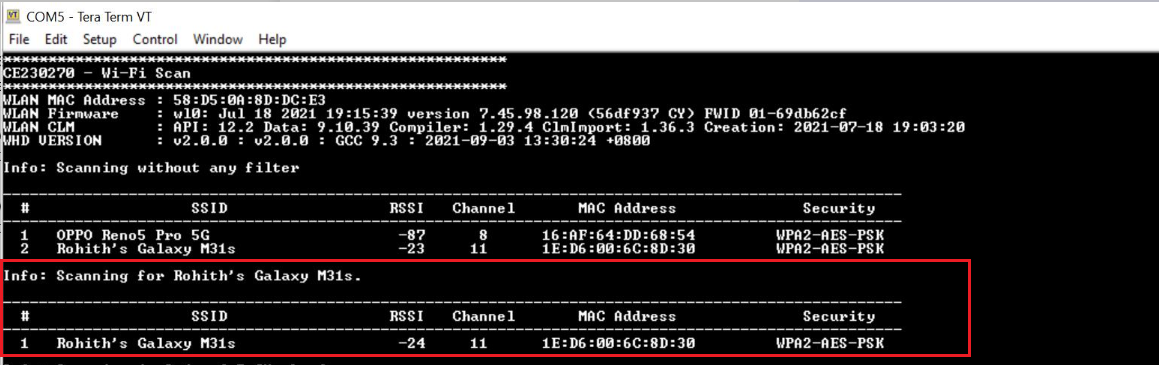 COM5 - Tera Term VT
File Edit Setup Control Window Help
**********************************************************
CE230270 - Wi-Fi Scan
**********************************************************
WLAN MAC Address : 58:D5:0A:8D:DC:E3
WLAN Firmware : wl0: Jul 18 2021 19:15:39 version 7.45.98.120 (56df937 CY) FWID 01-69db62cf
WLAN CLM : API: 12.2 Data: 9.10.39 Compiler: 1.29.4 ClmImport: 1.36.3 Creation: 2021-07-18 19:03:20
WHD VERSION : v2.0.0 : v2.0.0 : GCC 9.3 : 2021-09-03 13:30:24 +0800
Info: Scanning without any filter
# SSID RSSI Channel MAC Address Security
1 OPPO Reno5 Pro 5G -87 8 16:AF:64:DD:68:54 WPA2-AES-PSK
2 Rohith's Galaxy M31s -23 11 1E:D6:00:6C:8D:30 WPA2-AES-PSK
Info: Scanning for Rohith's Galaxy M31s.
# SSID RSSI Channel MAC Address Security
1 Rohith's Galaxy M31s -24 11 1E:D6:00:6C:8D:30 WPA2-AES-PSK